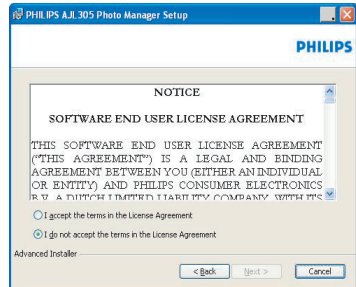 PHILIPS AJL305 Photo Manager Setup
PHILIPS
NOTICE
SOFTWARE END USER LICENSE AGREEMENT
THIS SOFTWARE END USER LICENSE AGREEMENT
("THIS AGREEMENT") IS A LEGAL AND BINDING
AGREEMENT BETWEEN YOU (EITHER AN INDIVIDUAL
OR ENTITY) AND PHILIPS CONSUMER ELECTRONICS
B.V. A DUTCH LIMITED LIABILITY COMPANY, WITH ITS
I accept the terms in the License Agreement
I do not accept the terms in the License Agreement
Advanced Installer
< Back
Next >
Cancel